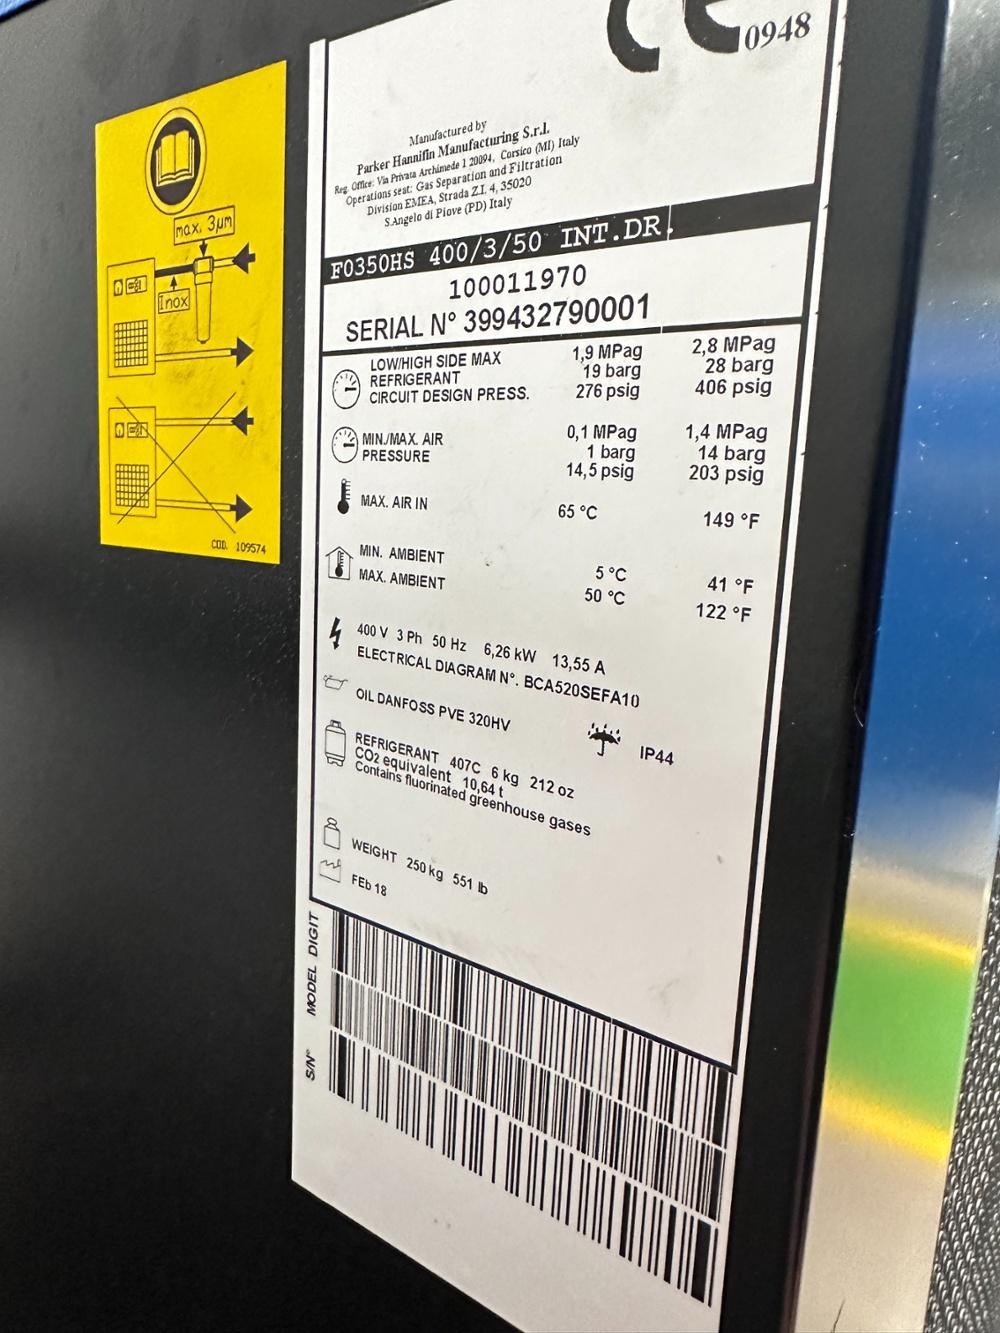 CE 0948
Manufactured by
Parker Hannifin Manufacturing S.r.l.
Reg. Office: Via Privata Archimede 1 20094, Corsico (MI) Italy
Operations seat: Gas Separation and Filtration
Division EMEA, Strada Z.I. 4, 35020
S.Angelo di Piove (PD) Italy
F0350HS 400/3/50 INT.DR.
100011970
SERIAL N° 399432790001
LOW/HIGH SIDE MAX 1,9 MPag 2,8 MPag
REFRIGERANT 19 barg 28 barg
CIRCUIT DESIGN PRESS. 276 psig 406 psig
MIN./MAX. AIR 0,1 MPag 1,4 MPag
PRESSURE 1 barg 14 barg
14,5 psig 203 psig
MAX. AIR IN 65 °C 149 °F
MIN. AMBIENT 5 °C 41 °F
MAX. AMBIENT 50 °C 122 °F
400 V 3 Ph 50 Hz 6,26 kW 13,55 A
ELECTRICAL DIAGRAM N°. BCA520SEFA10
OIL DANFOSS PVE 320HV
IP44
REFRIGERANT 407C 6 kg 212 oz
CO2 equivalent 10,64 t
Contains fluorinated greenhouse gases
WEIGHT 250 kg 551 lb
FEb 18
MODEL DIGIT
S/N°
max. 3µm
Inox
COD. 109574